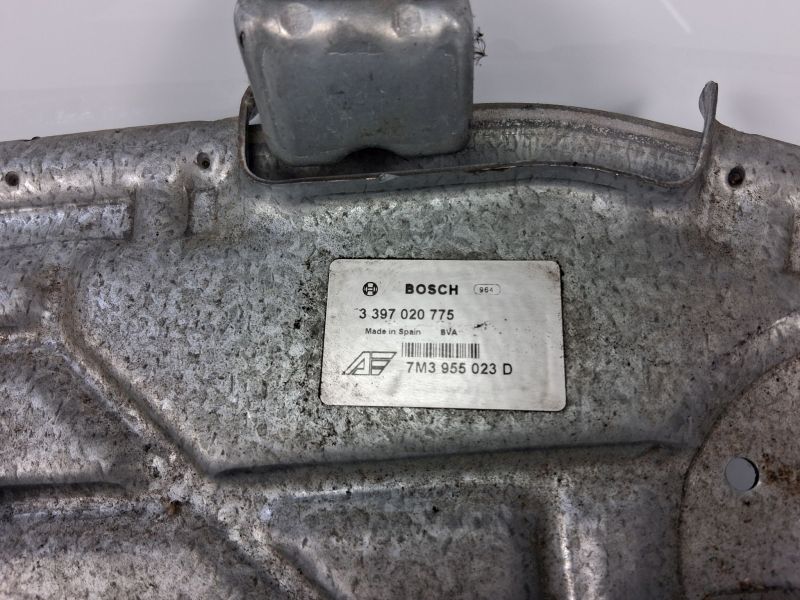 BOSCH 964
3 397 020 775
Made in Spain BVA
7M3 955 023 D